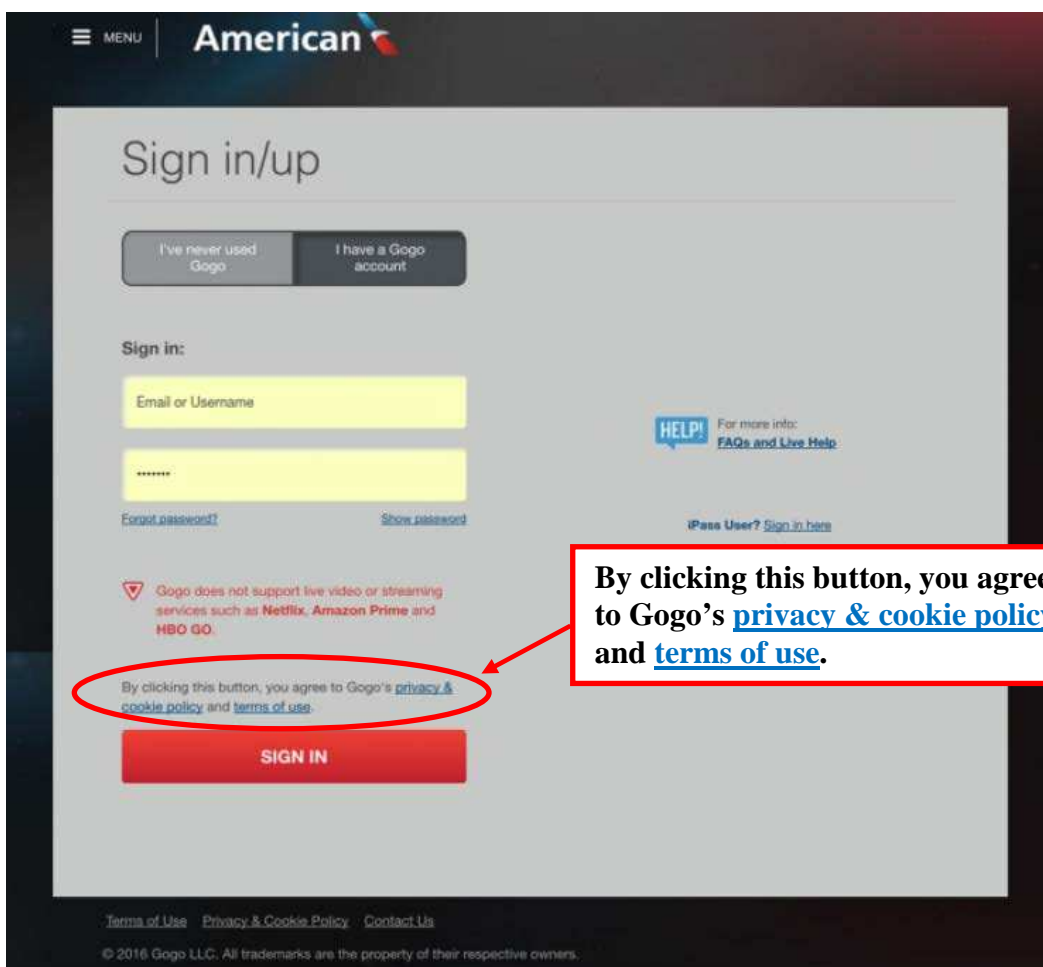 MENU
American
Sign in/up
I've never used
Gogo
I have a Gogo
account
Sign in:
Email or Username
•••••••
Forgot password?
Show password
HELP!
For more info:
FAQs and Live Help
iPass User? Sign in here
Gogo does not support live video or streaming
services such as Netflix, Amazon Prime and
HBO GO.
By clicking this button, you agree
to Gogo's privacy & cookie policy
and terms of use.
By clicking this button, you agree to Gogo's privacy &
cookie policy and terms of use.
SIGN IN
Terms of Use Privacy & Cookie Policy Contact Us
© 2016 Gogo LLC. All trademarks are the property of their respective owners.